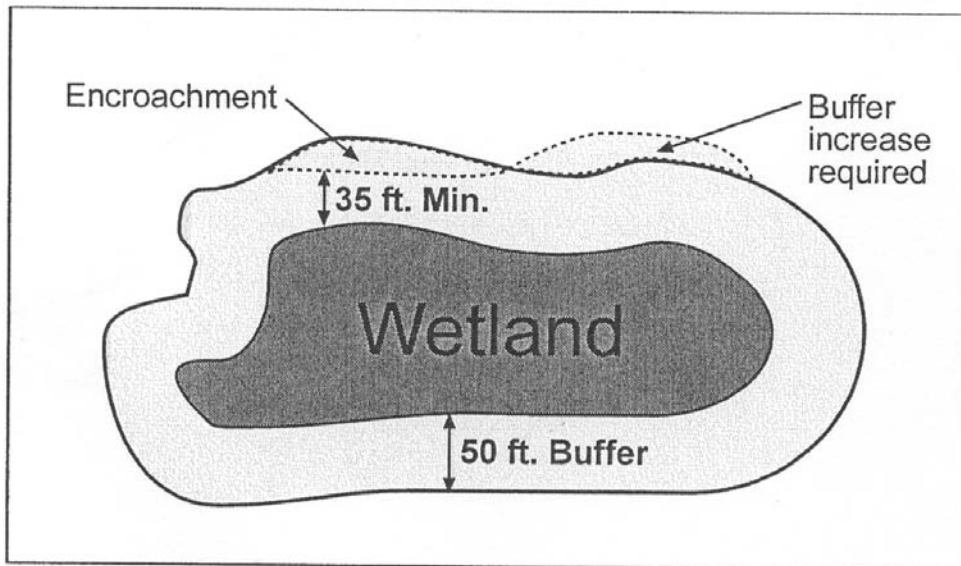 Encroachment
Buffer
increase
required
35 ft. Min.
Wetland
50 ft. Buffer